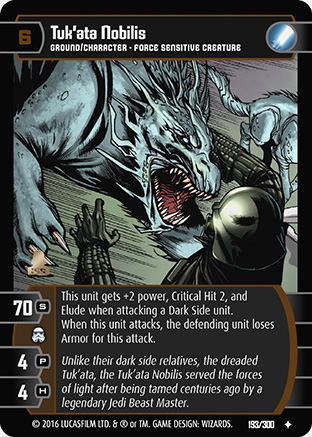 6
Tuk'ata Nobilis
GROUND/CHARACTER - FORCE SENSITIVE CREATURE
70 S
4 P
4 H
This unit gets +2 power, Critical Hit 2, and
Elude when attacking a Dark Side unit.
When this unit attacks, the defending unit loses
Armor for this attack.
Unlike their dark side relatives, the dreaded
Tuk'ata, the Tuk'ata Nobilis served the forces
of light after being tamed centuries ago by a
legendary Jedi Beast Master.
© 2016 LUCASFILM LTD. & ® or TM. GAME DESIGN: WIZARDS. 193/300